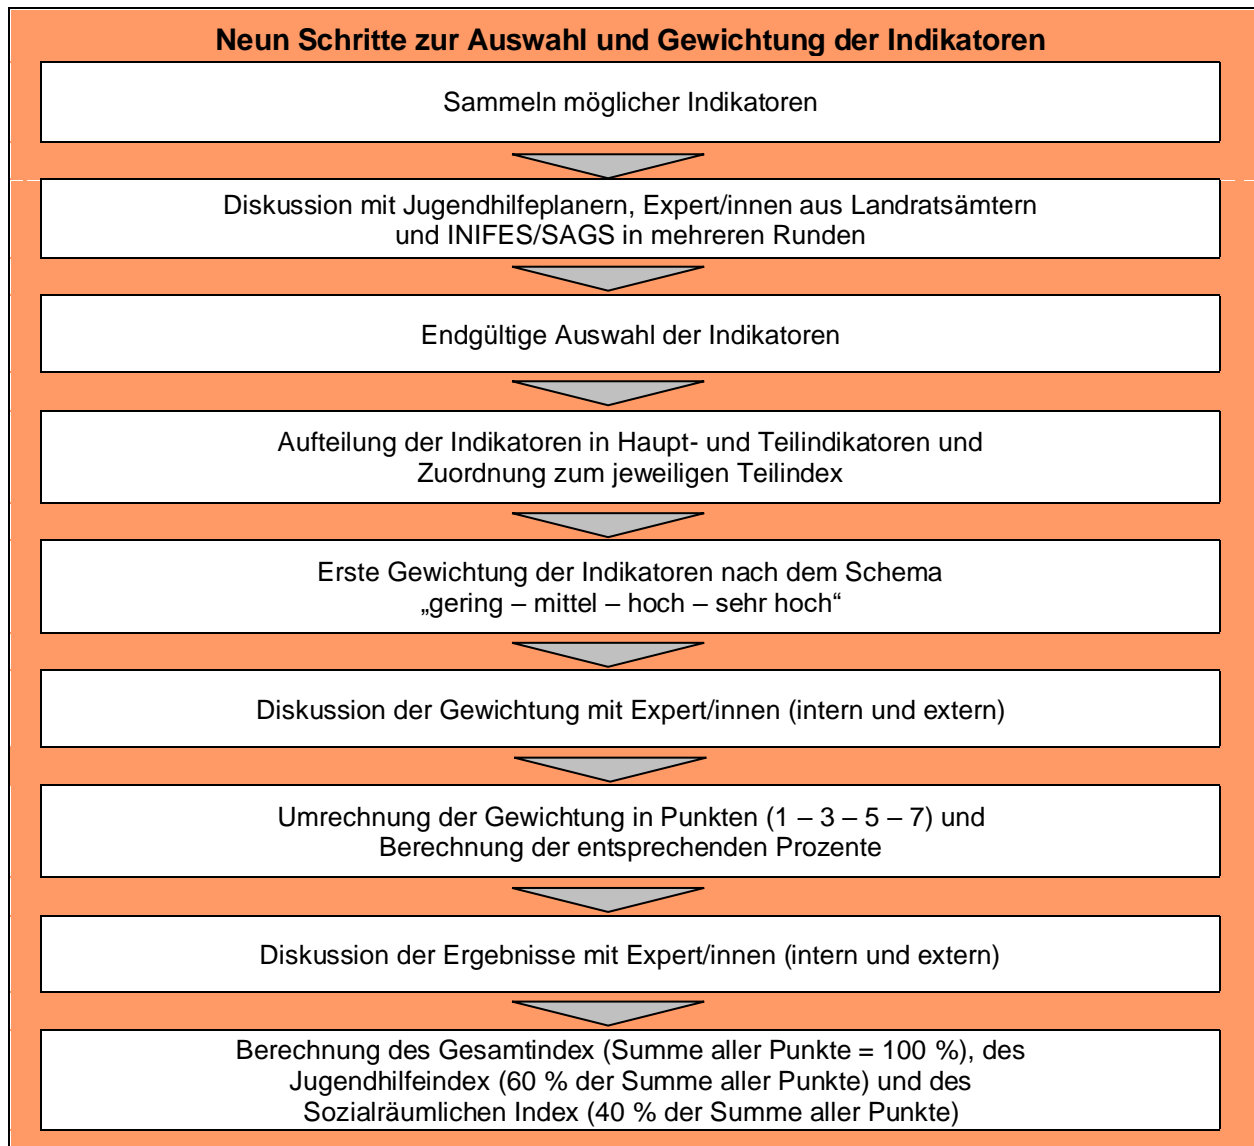 Neun Schritte zur Auswahl und Gewichtung der Indikatoren
Sammeln möglicher Indikatoren
Diskussion mit Jugendhilfeplanern, Expert/innen aus Landratsämtern
und INIFES/SAGS in mehreren Runden
Endgültige Auswahl der Indikatoren
Aufteilung der Indikatoren in Haupt- und Teilindikatoren und
Zuordnung zum jeweiligen Teilindex
Erste Gewichtung der Indikatoren nach dem Schema
„gering – mittel – hoch – sehr hoch“
Diskussion der Gewichtung mit Expert/innen (intern und extern)
Umrechnung der Gewichtung in Punkten (1 – 3 – 5 – 7) und
Berechnung der entsprechenden Prozente
Diskussion der Ergebnisse mit Expert/innen (intern und extern)
Berechnung des Gesamtindex (Summe aller Punkte = 100 %), des
Jugendhilfeindex (60 % der Summe aller Punkte) und des
Sozialräumlichen Index (40 % der Summe aller Punkte)